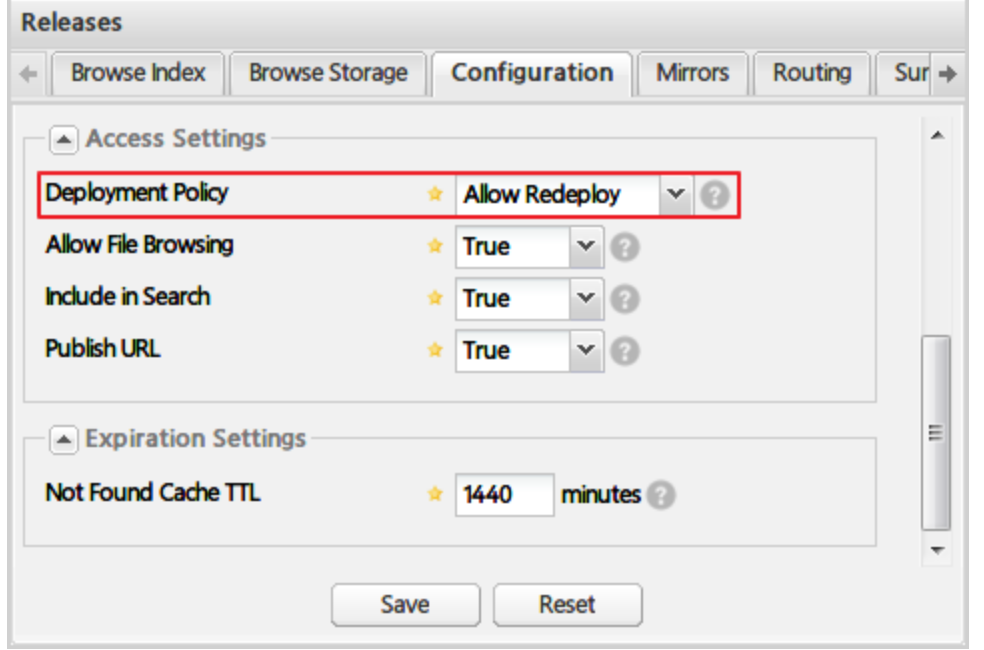 Releases
Browse Index Browse Storage Configuration Mirrors Routing Sur
Access Settings
Deployment Policy Allow Redeploy ?
Allow File Browsing True ?
Include in Search True ?
Publish URL True ?
Expiration Settings
Not Found Cache TTL 1440 minutes ?
Save Reset